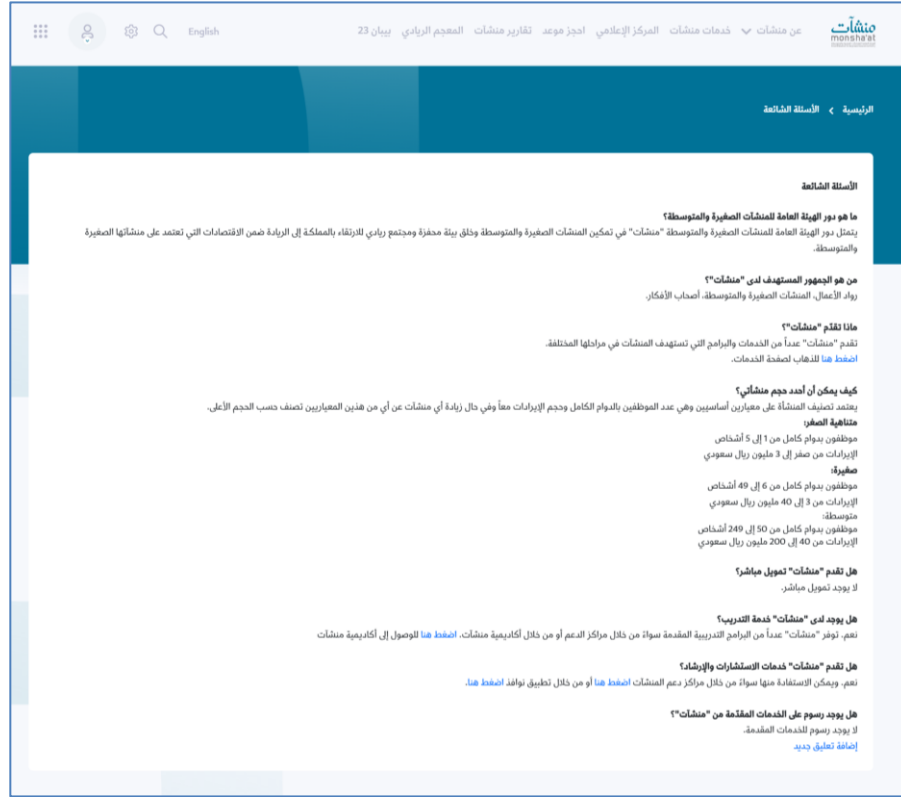 منشآت
monsha'at
عن منشآت
خدمات منشآت
المركز الإعلامي
احجز موعد
تقارير منشآت
المعجم الريادي
بيبان 23
English
الرئيسية > الأسئلة الشائعة
الأسئلة الشائعة
ما هو دور الهيئة العامة للمنشآت الصغيرة والمتوسطة؟
يتمثل دور الهيئة العامة للمنشآت الصغيرة والمتوسطة "منشآت" في تمكين المنشآت الصغيرة والمتوسطة وخلق بيئة محفزة ومجتمع ريادي للارتقاء بالمملكة إلى الريادة ضمن الاقتصادات التي تعتمد على منشآتها الصغيرة
والمتوسطة.
من هو الجمهور المستهدف لدى "منشآت"؟
رواد الأعمال، المنشآت الصغيرة والمتوسطة، أصحاب الأفكار.
ماذا تقدّم "منشآت"؟
تقدم "منشآت" عدداً من الخدمات والبرامج التي تستهدف المنشآت في مراحلها المختلفة.
اضغط هنا للذهاب لصفحة الخدمات.
كيف يمكن أن أحدد حجم منشأتي؟
يعتمد تصنيف المنشأة على معيارين أساسيين وهي عدد الموظفين بالدوام الكامل وحجم الإيرادات معاً وفي حال زيادة أي منشآت عن أي من هذين المعياريين تصنف حسب الحجم الأعلى.
متناهية الصغر:
موظفون بدوام كامل من 1 إلى 5 أشخاص
الإيرادات من صفر إلى 3 مليون ريال سعودي
صغيرة:
موظفون بدوام كامل من 6 إلى 49 أشخاص
الإيرادات من 3 إلى 40 مليون ريال سعودي
متوسطة:
موظفون بدوام كامل من 50 إلى 249 أشخاص
الإيرادات من 40 إلى 200 مليون ريال سعودي
هل تقدم "منشآت" تمويل مباشر؟
لا يوجد تمويل مباشر.
هل يوجد لدى "منشآت" خدمة التدريب؟
نعم. توفر "منشآت" عدداً من البرامج التدريبية المقدمة سواءً من خلال مراكز الدعم أو من خلال أكاديمية منشآت. اضغط هنا للوصول إلى أكاديمية منشآت
هل تقدم "منشآت" خدمات الاستشارات والإرشاد؟
نعم. ويمكن الاستفادة منها سواءً من خلال مراكز دعم المنشآت اضغط هنا أو من خلال تطبيق نوافذ اضغط هنا.
هل يوجد رسوم على الخدمات المقدّمة من "منشآت"؟
لا يوجد رسوم للخدمات المقدمة.
إضافة تعليق جديد